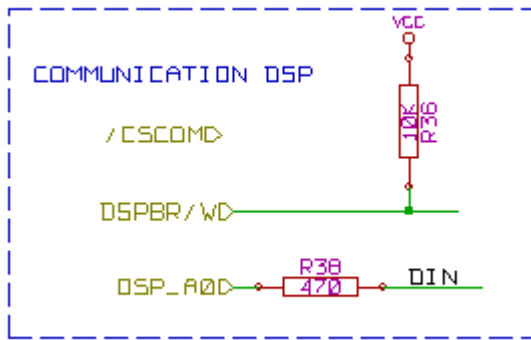 VCC
COMMUNICATION DSP
10K
R36
/CSCOM
DSPBR/W
R38
DSP_A0
470
DIN